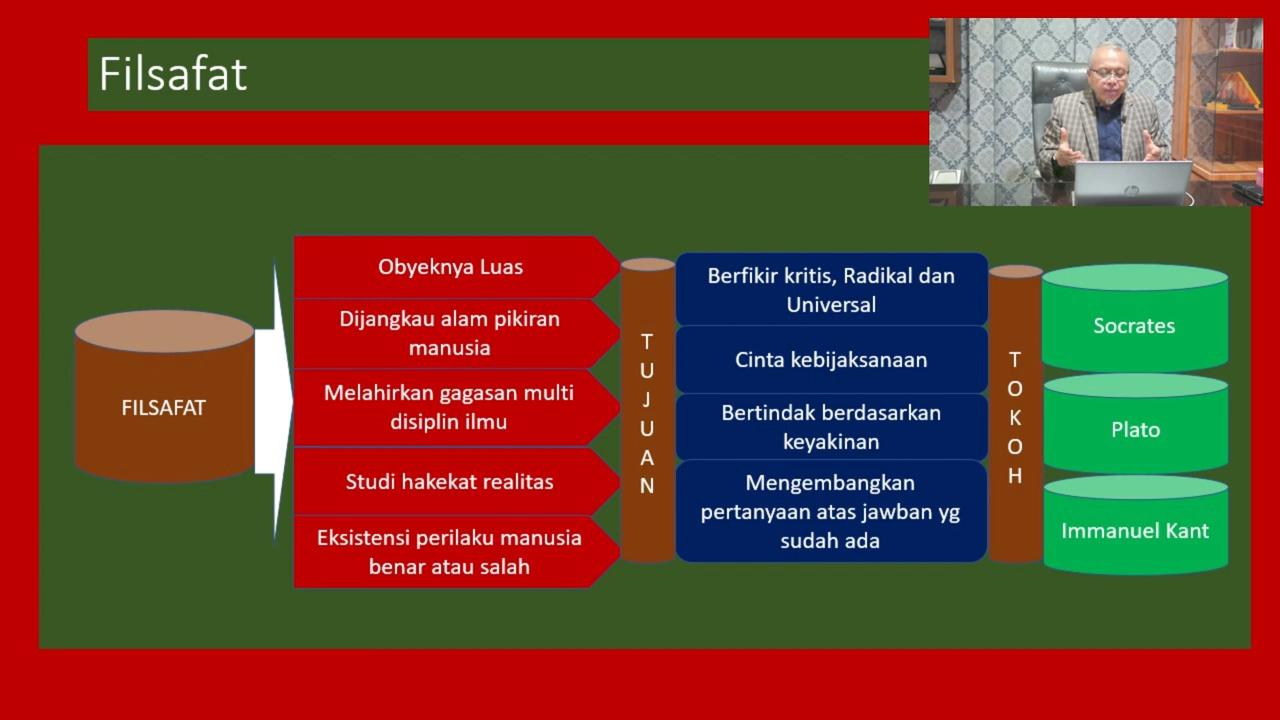 Filsafat
FILSAFAT
Obyeknya Luas
Dijangkau alam pikiran
manusia
Melahirkan gagasan multi
disiplin ilmu
Studi hakekat realitas
Eksistensi perilaku manusia
benar atau salah
T
U
J
U
A
N
Berfikir kritis, Radikal dan
Universal
Cinta kebijaksanaan
Bertindak berdasarkan
keyakinan
Mengembangkan
pertanyaan atas jawban yg
sudah ada
T
O
K
O
H
Socrates
Plato
Immanuel Kant
hp